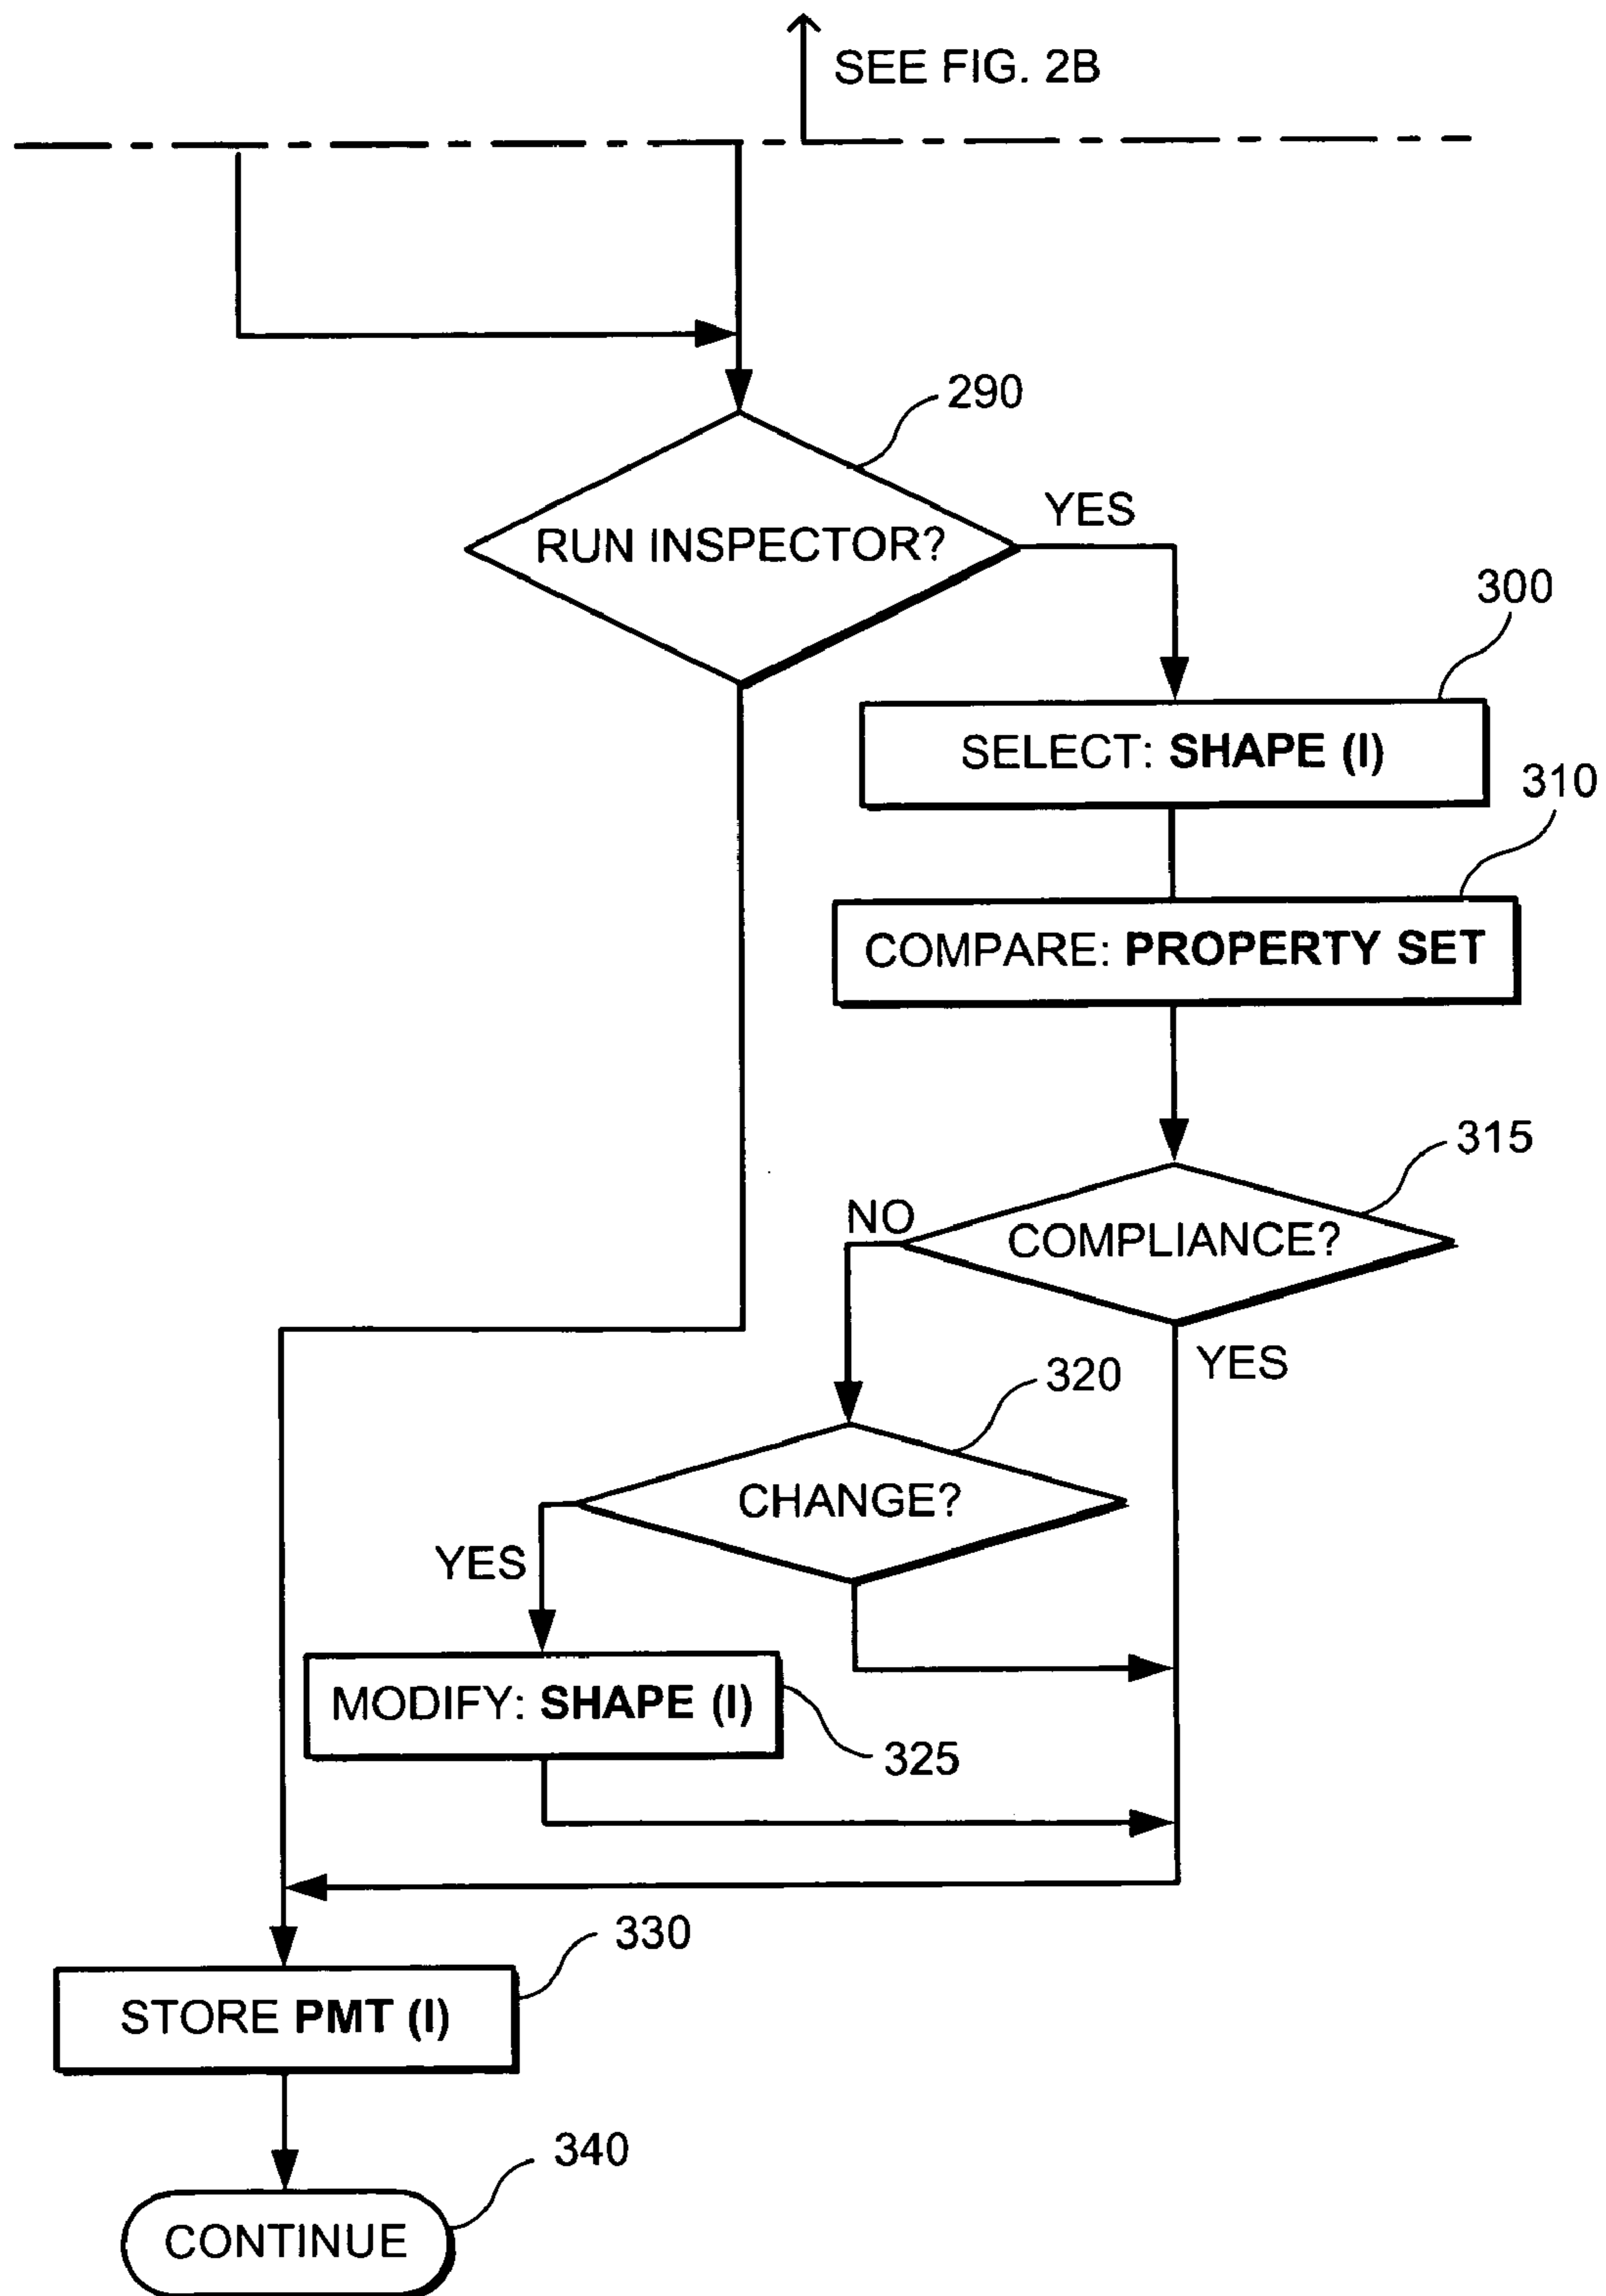 SEE FIG. 2B
290
RUN INSPECTOR?
YES
300
SELECT: SHAPE (I)
310
COMPARE: PROPERTY SET
315
NO
COMPLIANCE?
YES
320
CHANGE?
YES
MODIFY: SHAPE (I)
325
330
STORE PMT (I)
340
CONTINUE